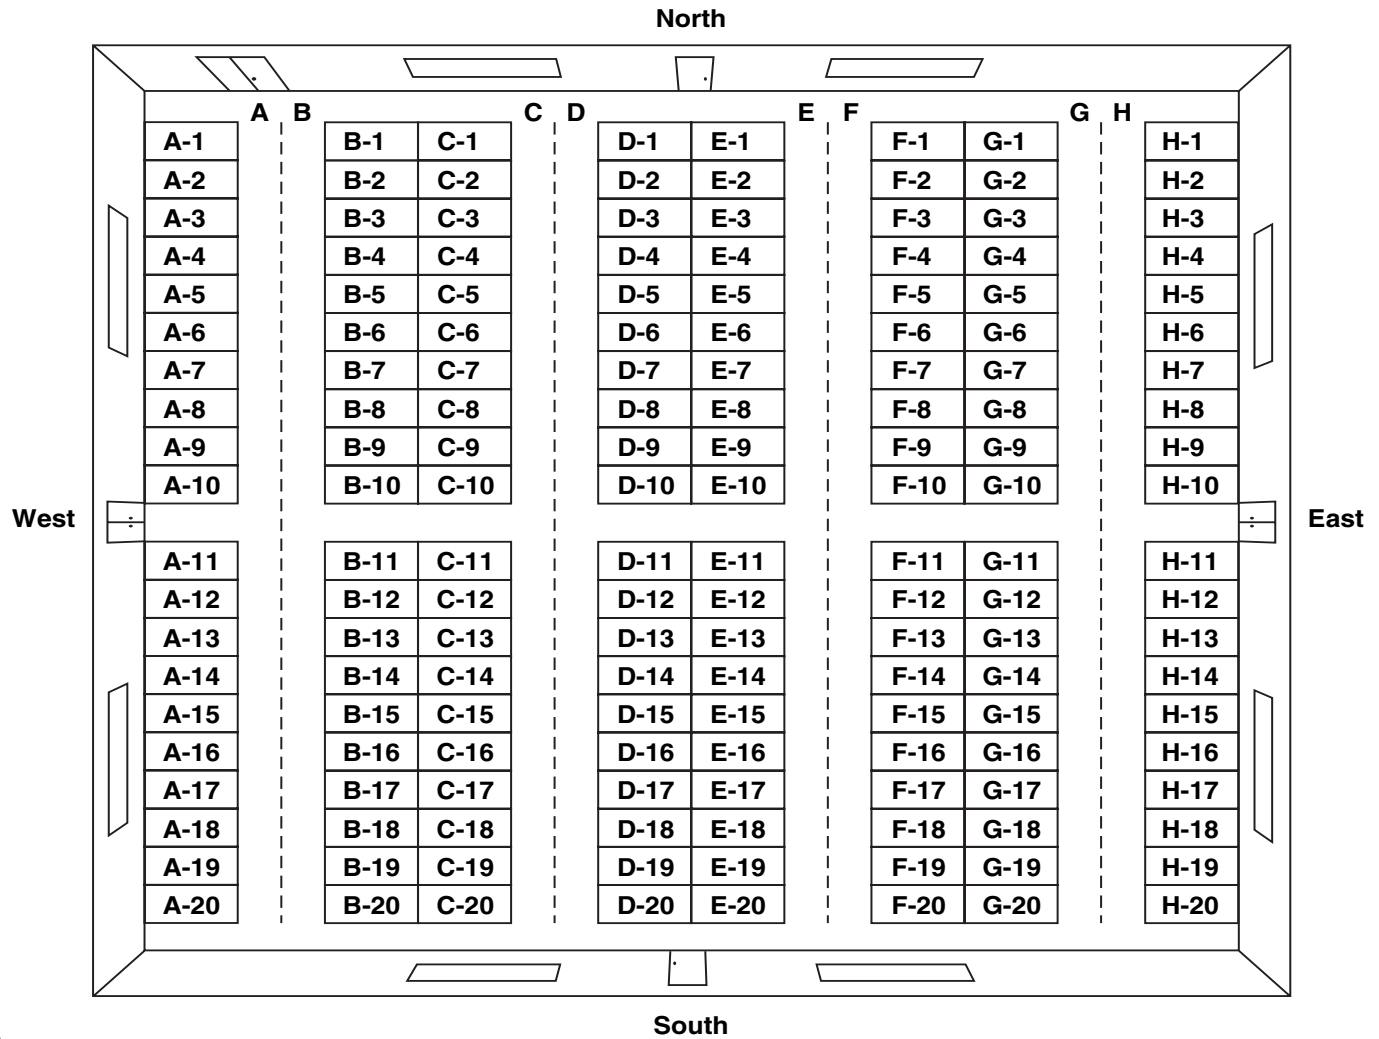 North
A B C D E F G H
A-1 B-1 C-1 D-1 E-1 F-1 G-1 H-1
A-2 B-2 C-2 D-2 E-2 F-2 G-2 H-2
A-3 B-3 C-3 D-3 E-3 F-3 G-3 H-3
A-4 B-4 C-4 D-4 E-4 F-4 G-4 H-4
A-5 B-5 C-5 D-5 E-5 F-5 G-5 H-5
A-6 B-6 C-6 D-6 E-6 F-6 G-6 H-6
A-7 B-7 C-7 D-7 E-7 F-7 G-7 H-7
A-8 B-8 C-8 D-8 E-8 F-8 G-8 H-8
A-9 B-9 C-9 D-9 E-9 F-9 G-9 H-9
A-10 B-10 C-10 D-10 E-10 F-10 G-10 H-10
West East
A-11 B-11 C-11 D-11 E-11 F-11 G-11 H-11
A-12 B-12 C-12 D-12 E-12 F-12 G-12 H-12
A-13 B-13 C-13 D-13 E-13 F-13 G-13 H-13
A-14 B-14 C-14 D-14 E-14 F-14 G-14 H-14
A-15 B-15 C-15 D-15 E-15 F-15 G-15 H-15
A-16 B-16 C-16 D-16 E-16 F-16 G-16 H-16
A-17 B-17 C-17 D-17 E-17 F-17 G-17 H-17
A-18 B-18 C-18 D-18 E-18 F-18 G-18 H-18
A-19 B-19 C-19 D-19 E-19 F-19 G-19 H-19
A-20 B-20 C-20 D-20 E-20 F-20 G-20 H-20
South